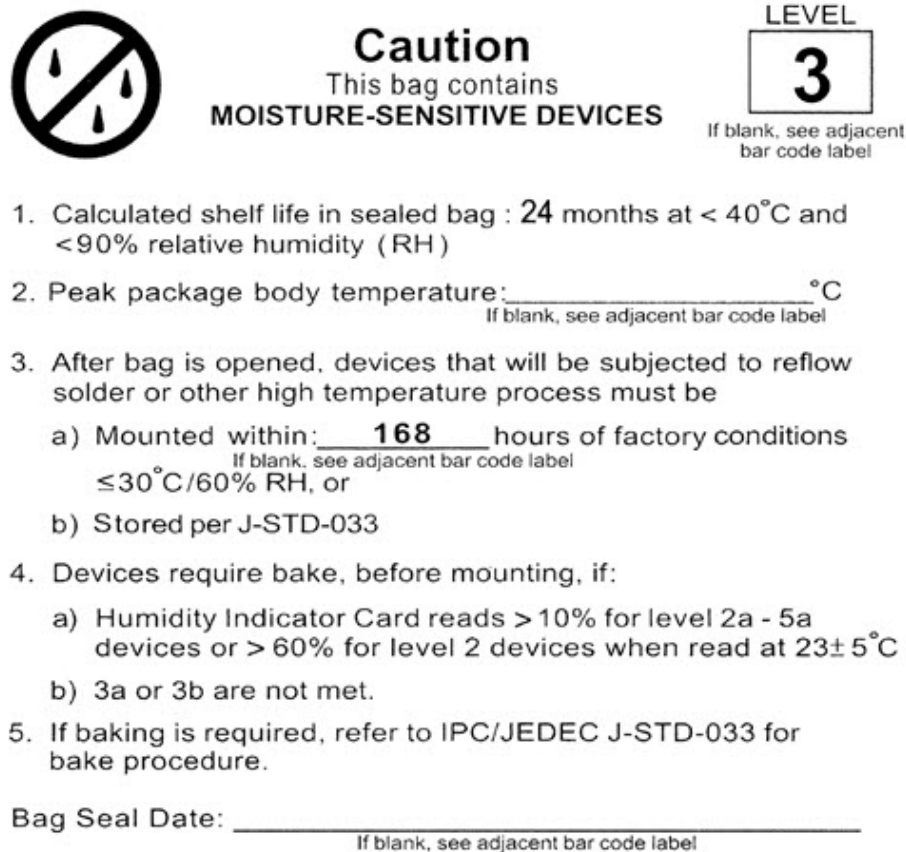 Caution
This bag contains
MOISTURE-SENSITIVE DEVICES
LEVEL
3
If blank, see adjacent
bar code label
1. Calculated shelf life in sealed bag : 24 months at < 40°C and
<90% relative humidity (RH)
2. Peak package body temperature:____________________°C
If blank, see adjacent bar code label
3. After bag is opened, devices that will be subjected to reflow
solder or other high temperature process must be
a) Mounted within:____168____hours of factory conditions
If blank, see adjacent bar code label
≤30°C/60% RH, or
b) Stored per J-STD-033
4. Devices require bake, before mounting, if:
a) Humidity Indicator Card reads >10% for level 2a - 5a
devices or > 60% for level 2 devices when read at 23± 5°C
b) 3a or 3b are not met.
5. If baking is required, refer to IPC/JEDEC J-STD-033 for
bake procedure.
Bag Seal Date: ____________________
If blank, see adjacent bar code label